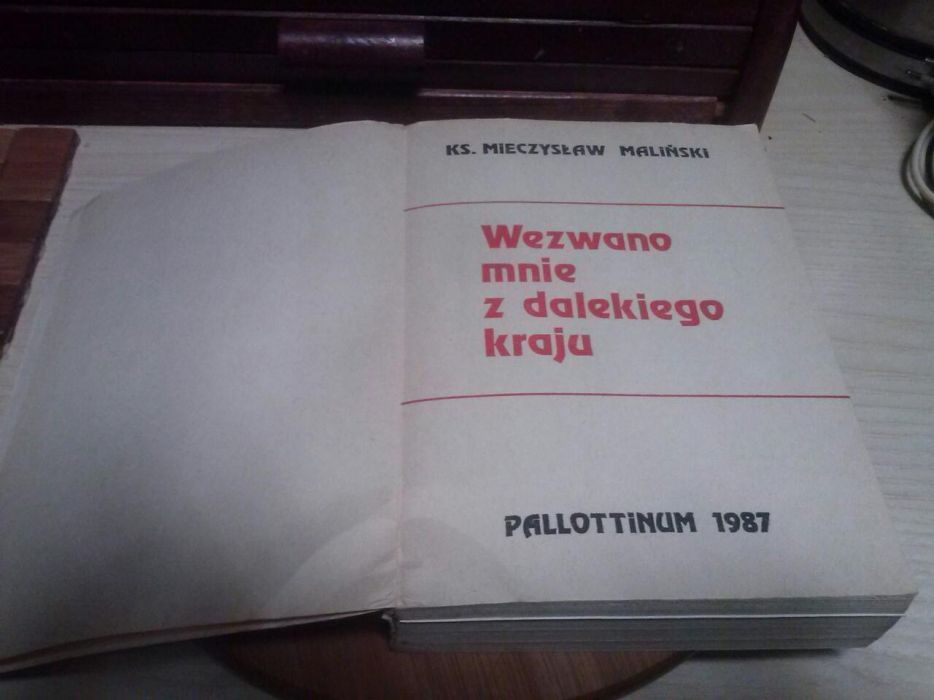 KS. MIECZYSŁAW MALIŃSKI
Wezwano
mnie
z dalekiego
kraju
PALLOTTINUM 1987